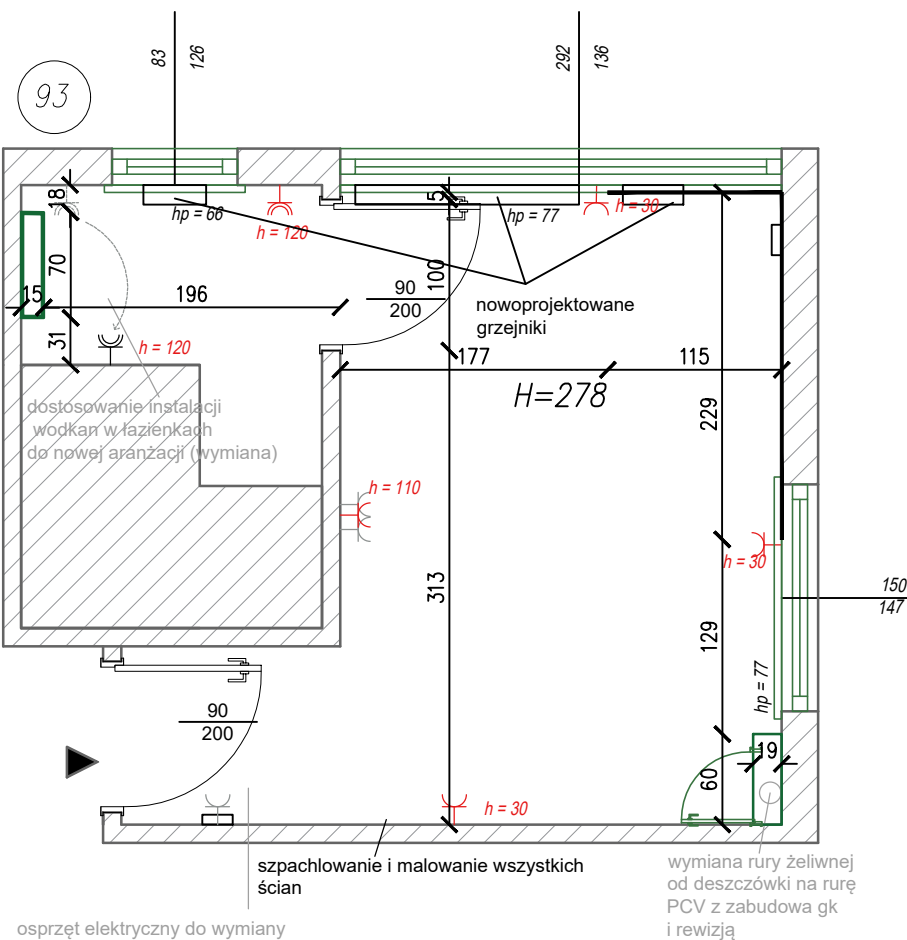 83
126
292
136
93
18
hp = 66
h = 120
5
hp = 77
h = 30
70
100
15
196
90
200
nowoprojektowane
grzejniki
31
h = 120
177
115
H=278
229
dostosowanie instalacji
wodkan w łazienkach
do nowej aranżacji (wymiana)
h = 110
h = 30
313
150
147
129
hp = 77
90
200
19
60
h = 30
szpachlowanie i malowanie wszystkich
ścian
wymiana rury żeliwnej
od deszczówki na rurę
PCV z zabudowa gk
i rewizją
osprzęt elektryczny do wymiany